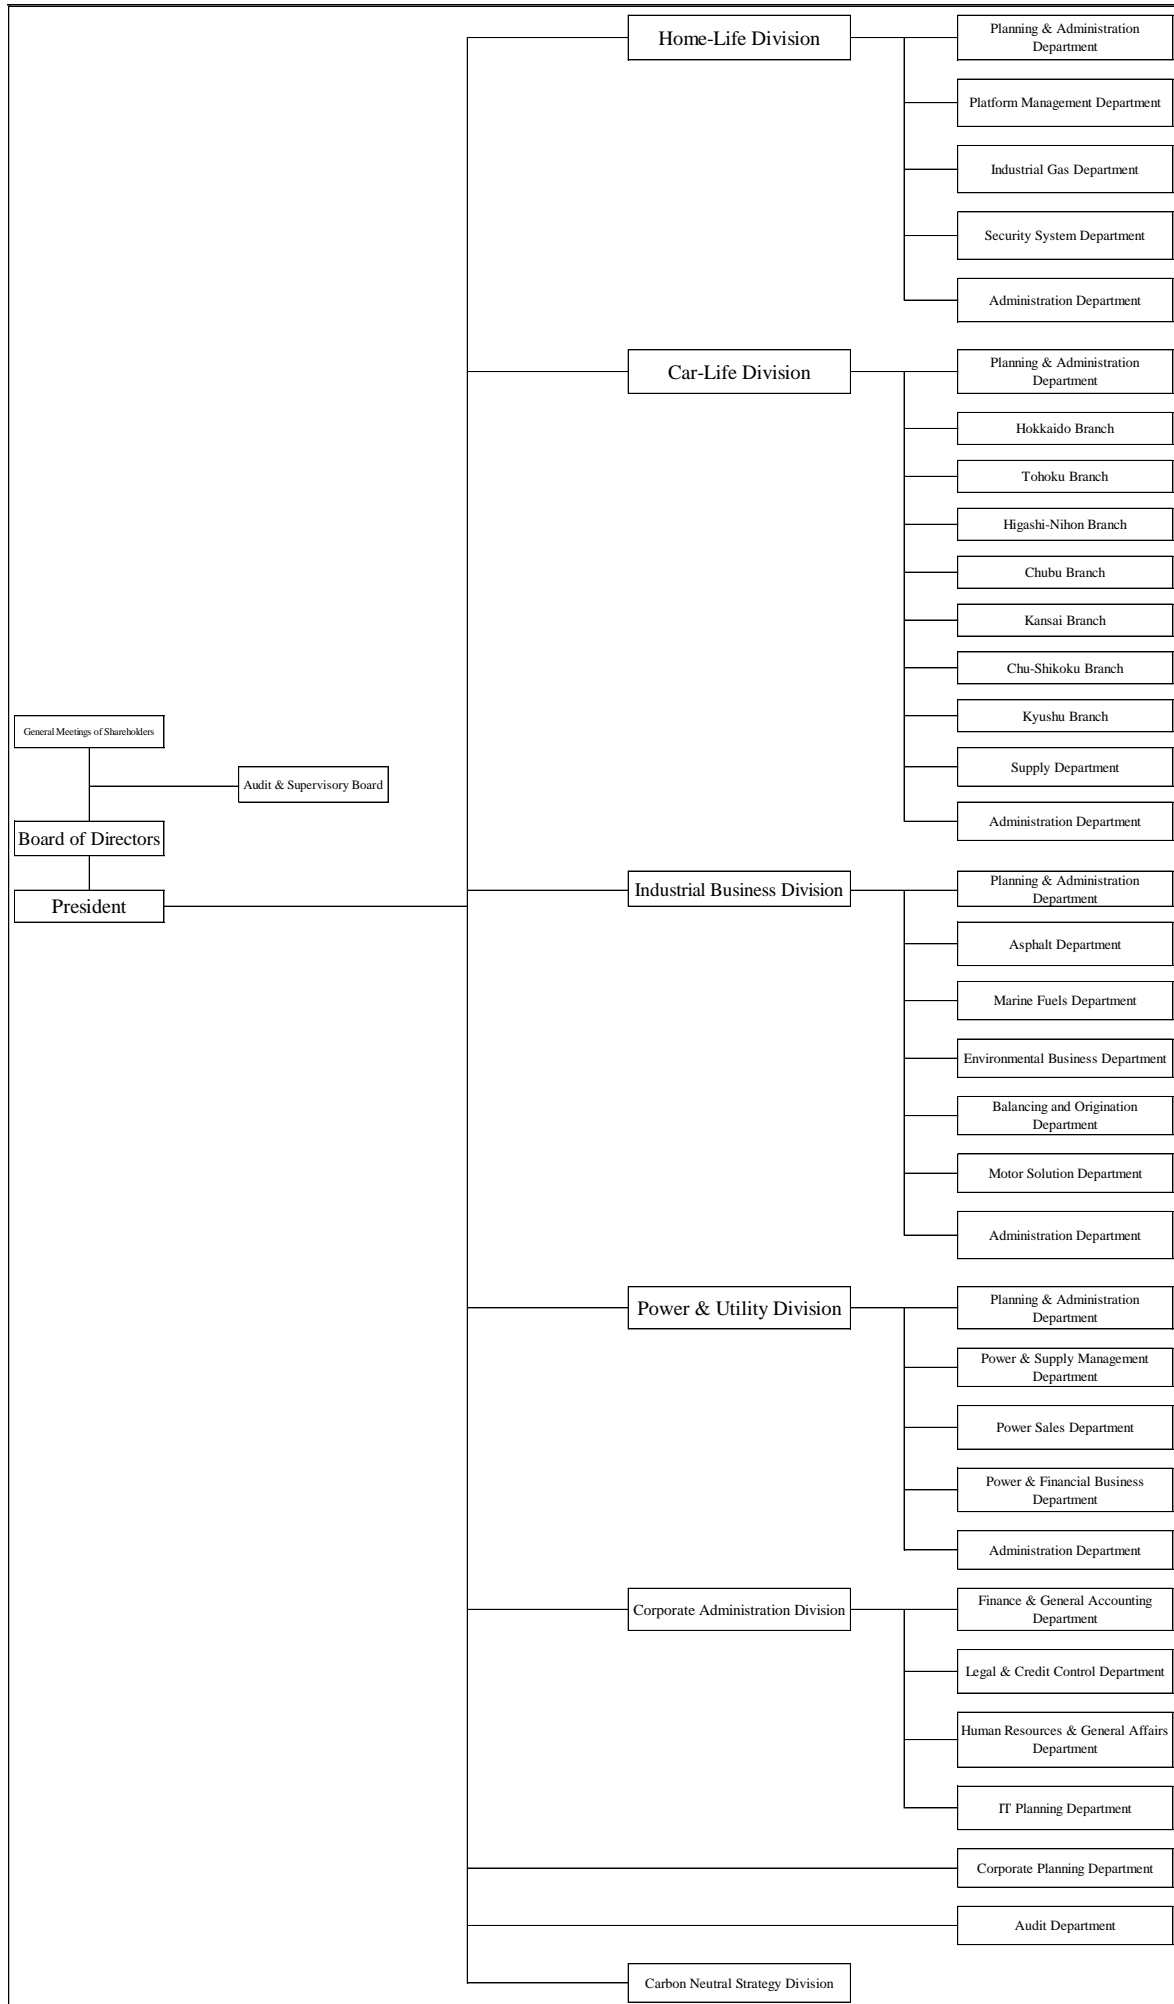 Home-Life Division
Planning & Administration
Department
Platform Management Department
Industrial Gas Department
Security System Department
Administration Department
Car-Life Division
Planning & Administration
Department
Hokkaido Branch
Tohoku Branch
Higashi-Nihon Branch
Chubu Branch
Kansai Branch
Chu-Shikoku Branch
Kyushu Branch
Supply Department
Administration Department
General Meetings of Shareholders
Audit & Supervisory Board
Board of Directors
President
Industrial Business Division
Planning & Administration
Department
Asphalt Department
Marine Fuels Department
Environmental Business Department
Balancing and Origination
Department
Motor Solution Department
Administration Department
Power & Utility Division
Planning & Administration
Department
Power & Supply Management
Department
Power Sales Department
Power & Financial Business
Department
Administration Department
Corporate Administration Division
Finance & General Accounting
Department
Legal & Credit Control Department
Human Resources & General Affairs
Department
IT Planning Department
Corporate Planning Department
Audit Department
Carbon Neutral Strategy Division